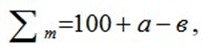 ∑ m=100 + a − в ,